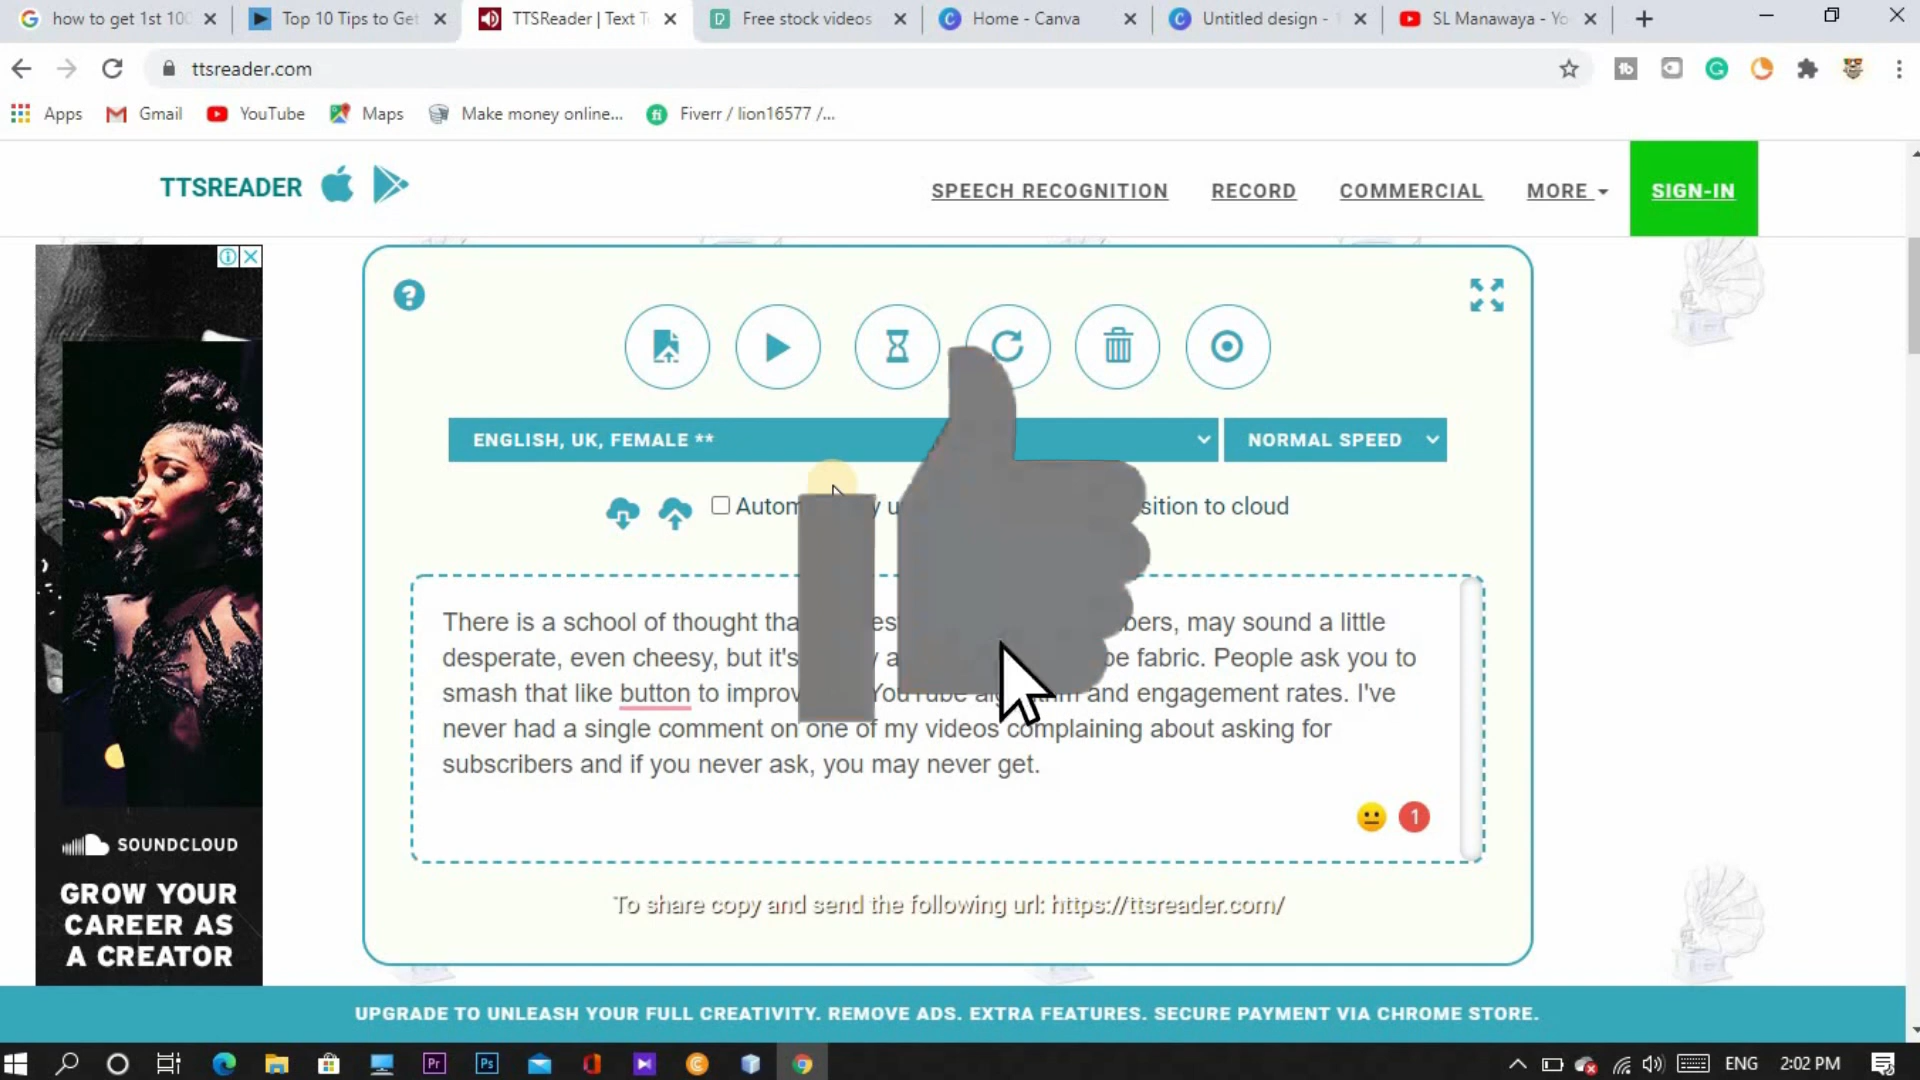 how to get 1st 100
Top 10 Tips to Get
TTSReader | Text T
Free stock videos
Home - Canva
Untitled design -
SL Manawaya - Yo
ttsreader.com
Apps
Gmail
YouTube
Maps
Make money online...
Fiverr / lion16577 /...
TTSREADER
SPEECH RECOGNITION
RECORD
COMMERCIAL
MORE
SIGN-IN
ENGLISH, UK, FEMALE **
NORMAL SPEED
Autom y u sition to cloud
There is a school of thought tha es bers, may sound a little
desperate, even cheesy, but it's y a be fabric. People ask you to
smash that like button to improv YouTube algorithm and engagement rates. I've
never had a single comment on one of my videos complaining about asking for
subscribers and if you never ask, you may never get.
1
To share copy and send the following url: https://ttsreader.com/
SOUNDCLOUD
GROW YOUR
CAREER AS
A CREATOR
UPGRADE TO UNLEASH YOUR FULL CREATIVITY. REMOVE ADS. EXTRA FEATURES. SECURE PAYMENT VIA CHROME STORE.
Pr
Ps
ENG
2:02 PM